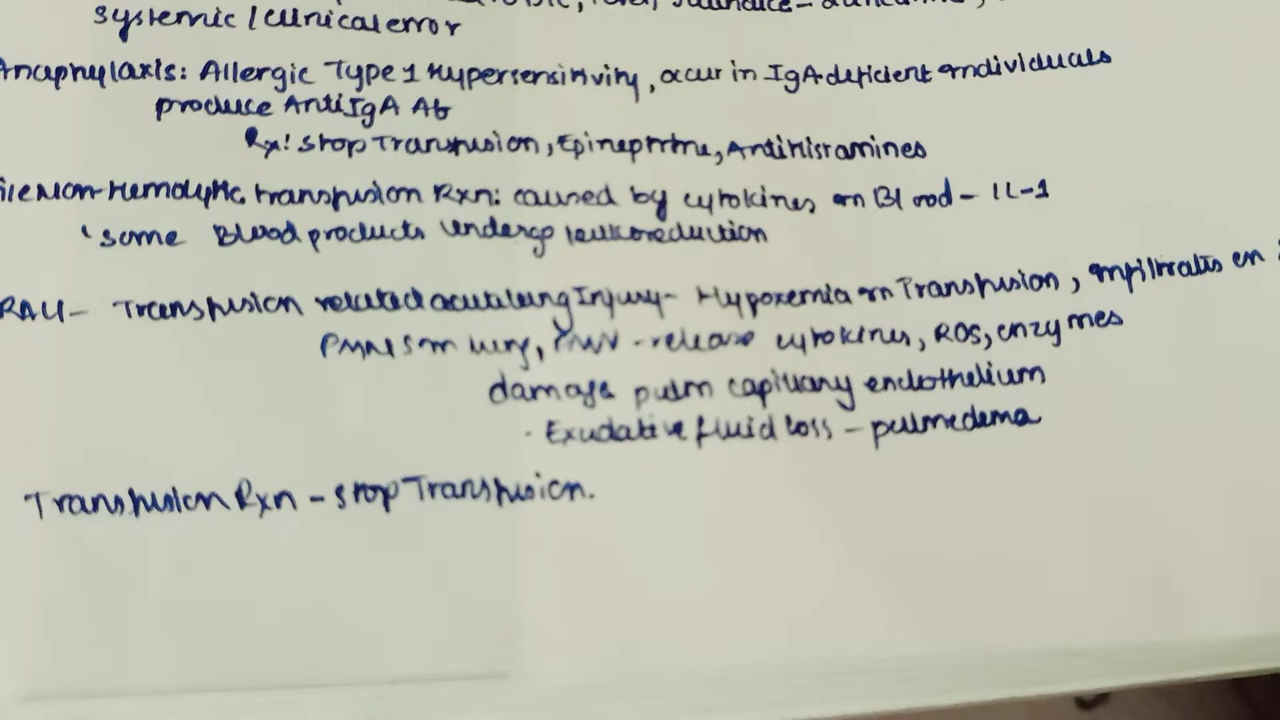 systemic / clinical error
Anaphylaxis: Allergic Type 1 Hypersensitivity, occur in IgA deficient individuals
produce Anti IgA Ab
Rx: stop Transfusion, Epinephrine, Antihistamines
Non-Hemolytic transfusion Rxn: caused by cytokines in Blood - IL-1
some Blood products undergo leukoreduction
RALI - Transfusion related acute lung Injury - Hypoxemia in Transfusion, infiltrates on
PMNs in lung, - release cytokines, ROS, enzymes
damage pulm capillary endothelium
· Exudative fluid loss - pulm edema
Transfusion Rxn - stop Transfusion.